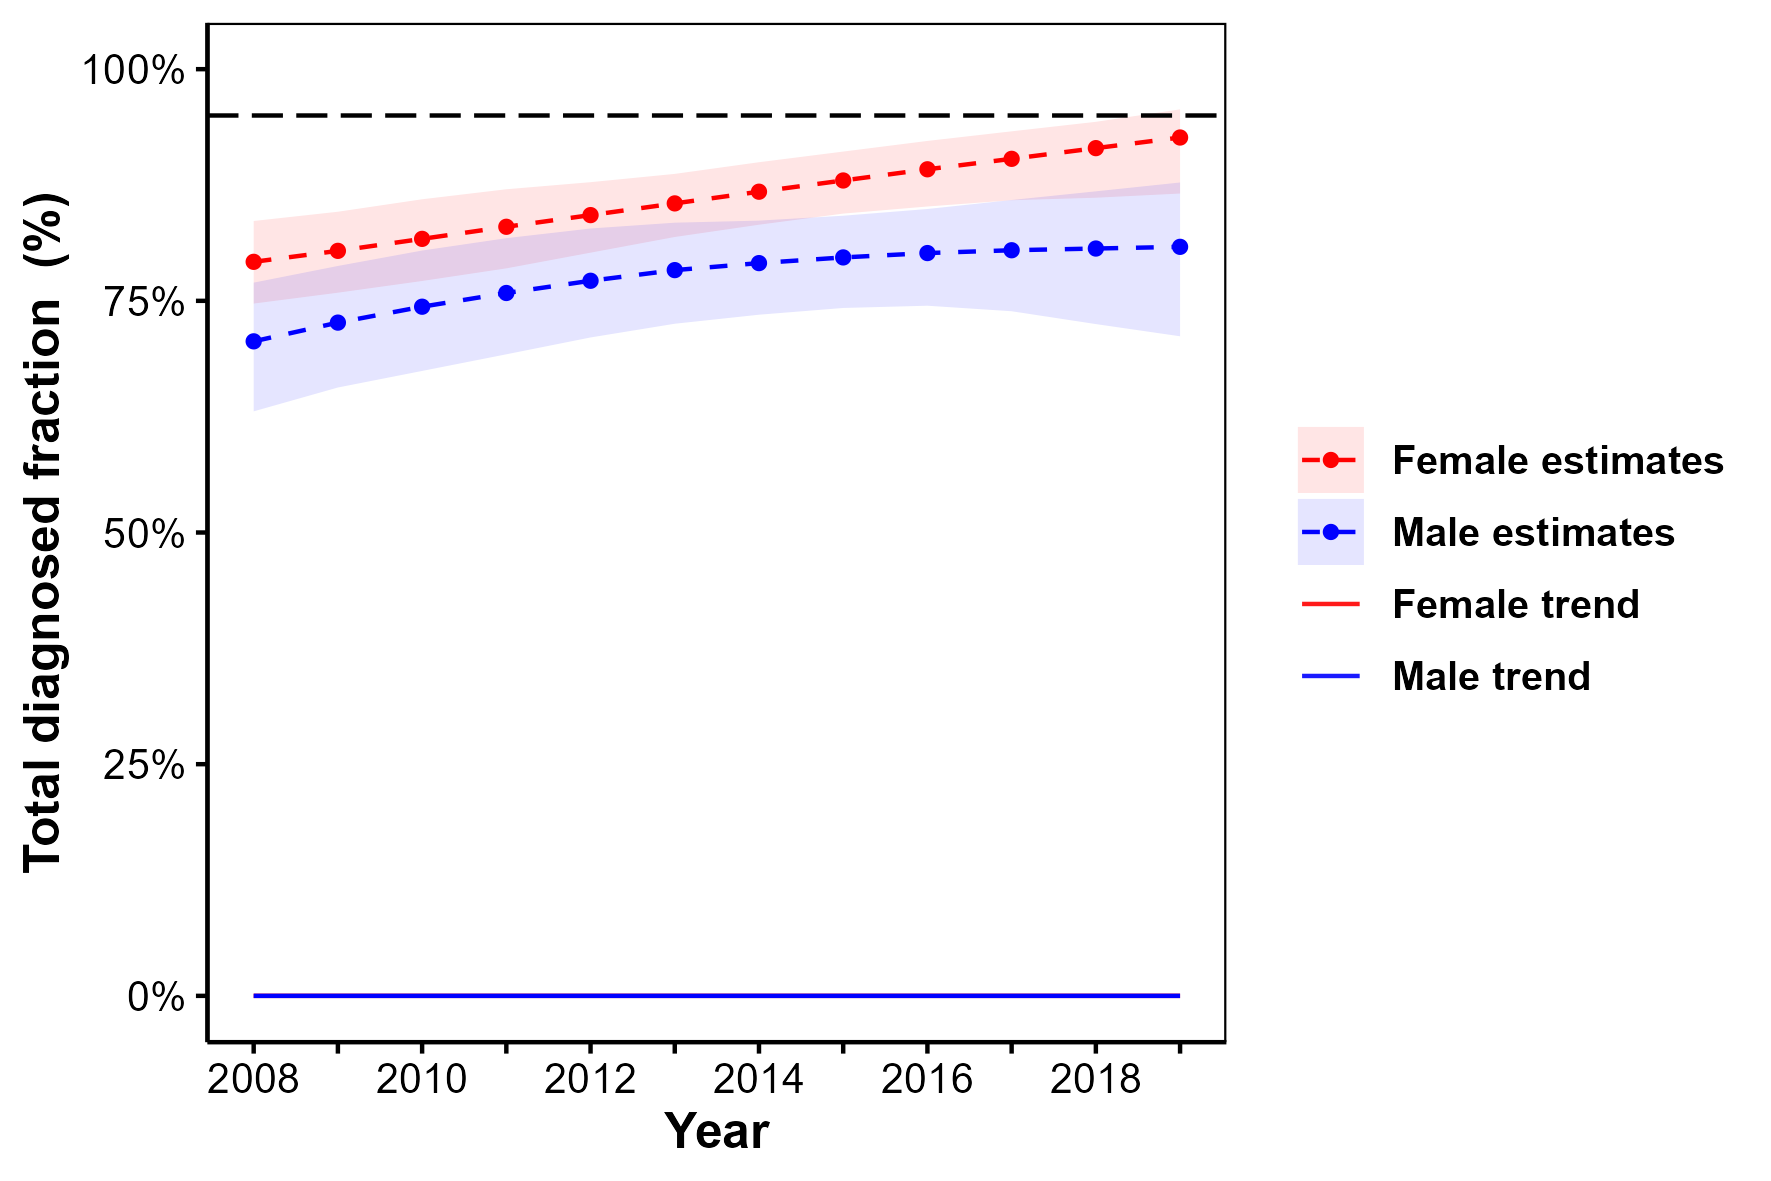 Total diagnosed fraction (%)
100%
75%
50%
25%
0%
2008 2010 2012 2014 2016 2018
Year
Female estimates
Male estimates
Female trend
Male trend